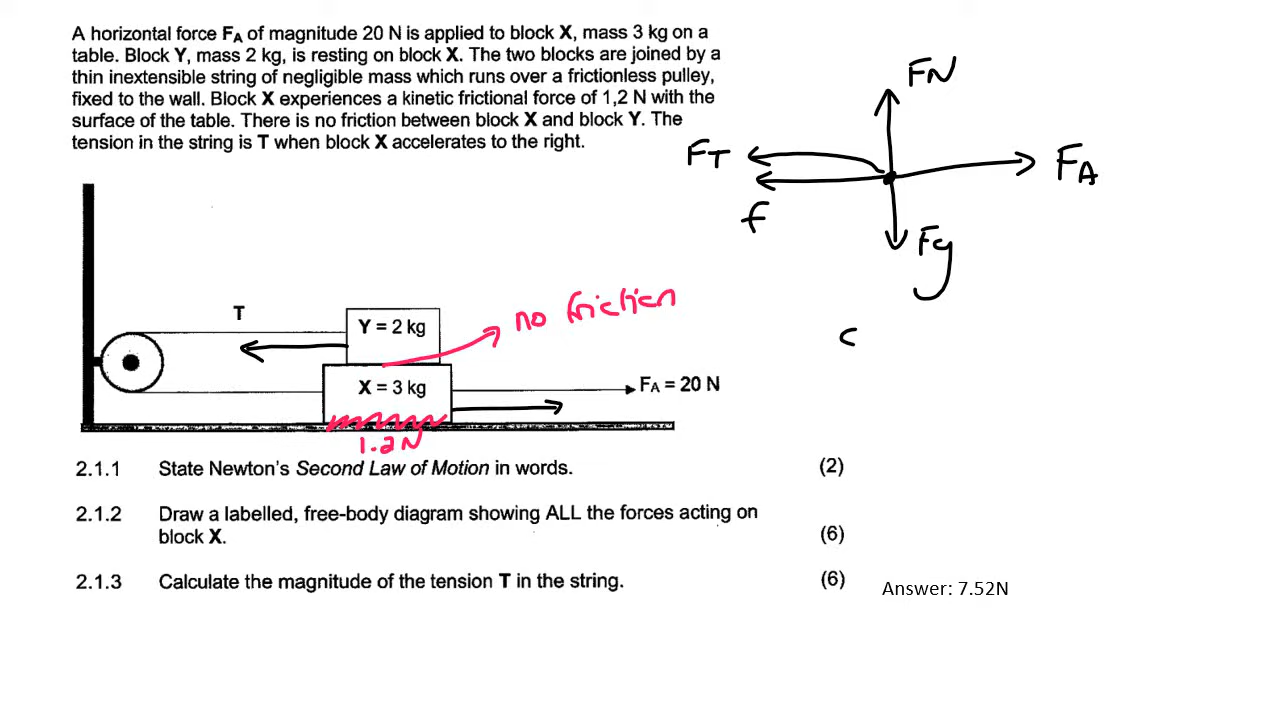 A horizontal force FA of magnitude 20 N is applied to block X, mass 3 kg on a
table. Block Y, mass 2 kg, is resting on block X. The two blocks are joined by a
thin inextensible string of negligible mass which runs over a frictionless pulley,
fixed to the wall. Block X experiences a kinetic frictional force of 1,2 N with the
surface of the table. There is no friction between block X and block Y. The
tension in the string is T when block X accelerates to the right.
FN
FT
FA
f
Fg
no friction
T
Y = 2 kg
C
X = 3 kg
FA = 20 N
1.2N
2.1.1 State Newton's Second Law of Motion in words. (2)
2.1.2 Draw a labelled, free-body diagram showing ALL the forces acting on
block X. (6)
2.1.3 Calculate the magnitude of the tension T in the string. (6)
Answer: 7.52N